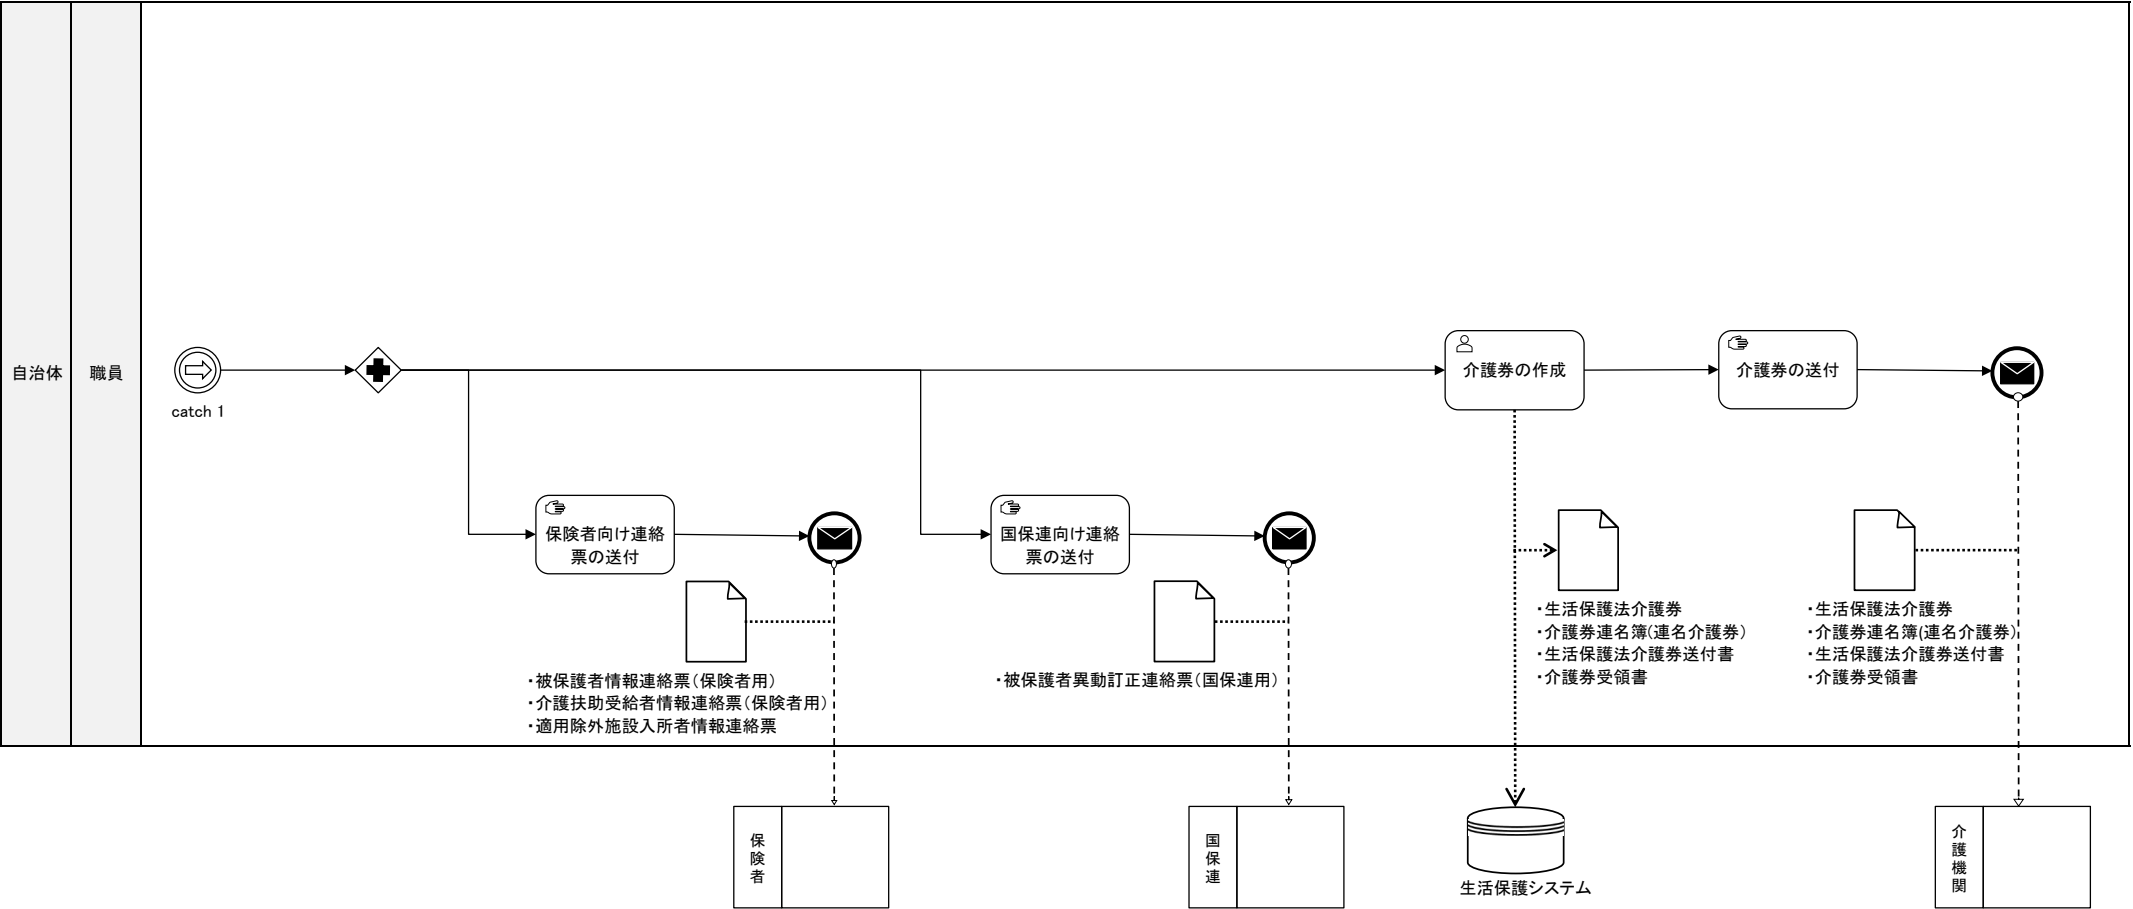 自治体
職員
catch 1
介護券の作成
介護券の送付
保険者向け連絡
票の送付
国保連向け連絡
票の送付
・被保護者情報連絡票（保険者用）
・介護扶助受給者情報連絡票（保険者用）
・適用除外施設入所者情報連絡票
・被保護者異動訂正連絡票（国保連用）
・生活保護法介護券
・介護券連名簿（連名介護券）
・生活保護法介護券送付書
・介護券受領書
・生活保護法介護券
・介護券連名簿(連名介護券)
・生活保護法介護券送付書
・介護券受領書
保険者
国保連
生活保護システム
介護機関